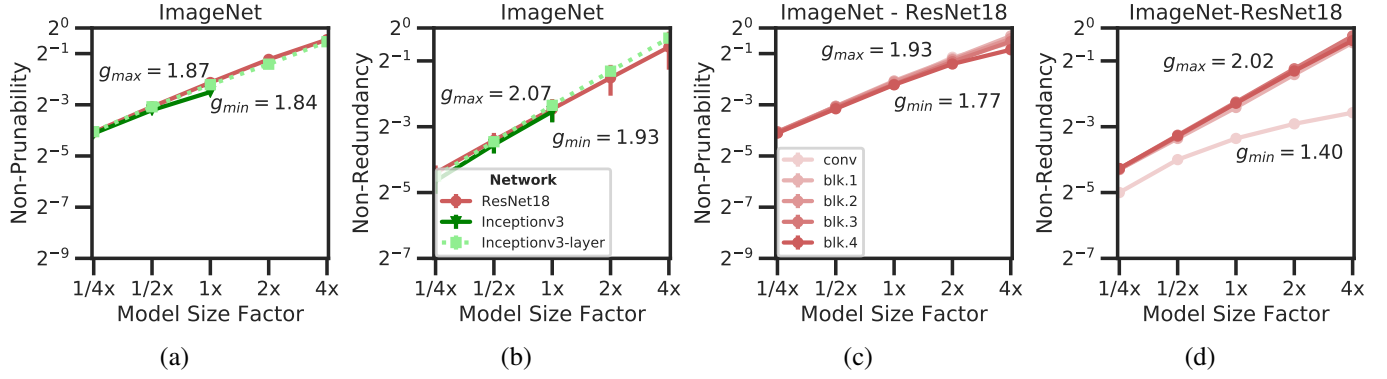 ImageNet
Non-Prunability
2^0
2^−1
2^−3
2^−5
2^−9
g_max = 1.87
g_min = 1.84
1/4x 1/2x 1x 2x 4x
Model Size Factor
(a)
ImageNet
Non-Redundancy
2^0
2^−1
2^−3
2^−5
2^−7
g_max = 2.07
g_min = 1.93
Network
ResNet18
Inceptionv3
Inceptionv3-layer
1/4x 1/2x 1x 2x 4x
Model Size Factor
(b)
ImageNet - ResNet18
Non-Prunability
2^0
2^−1
2^−3
2^−5
2^−9
g_max = 1.93
g_min = 1.77
conv
blk.1
blk.2
blk.3
blk.4
1/4x 1/2x 1x 2x 4x
Model Size Factor
(c)
ImageNet-ResNet18
Non-Redundancy
2^0
2^−1
2^−3
2^−5
2^−7
g_max = 2.02
g_min = 1.40
1/4x 1/2x 1x 2x 4x
Model Size Factor
(d)